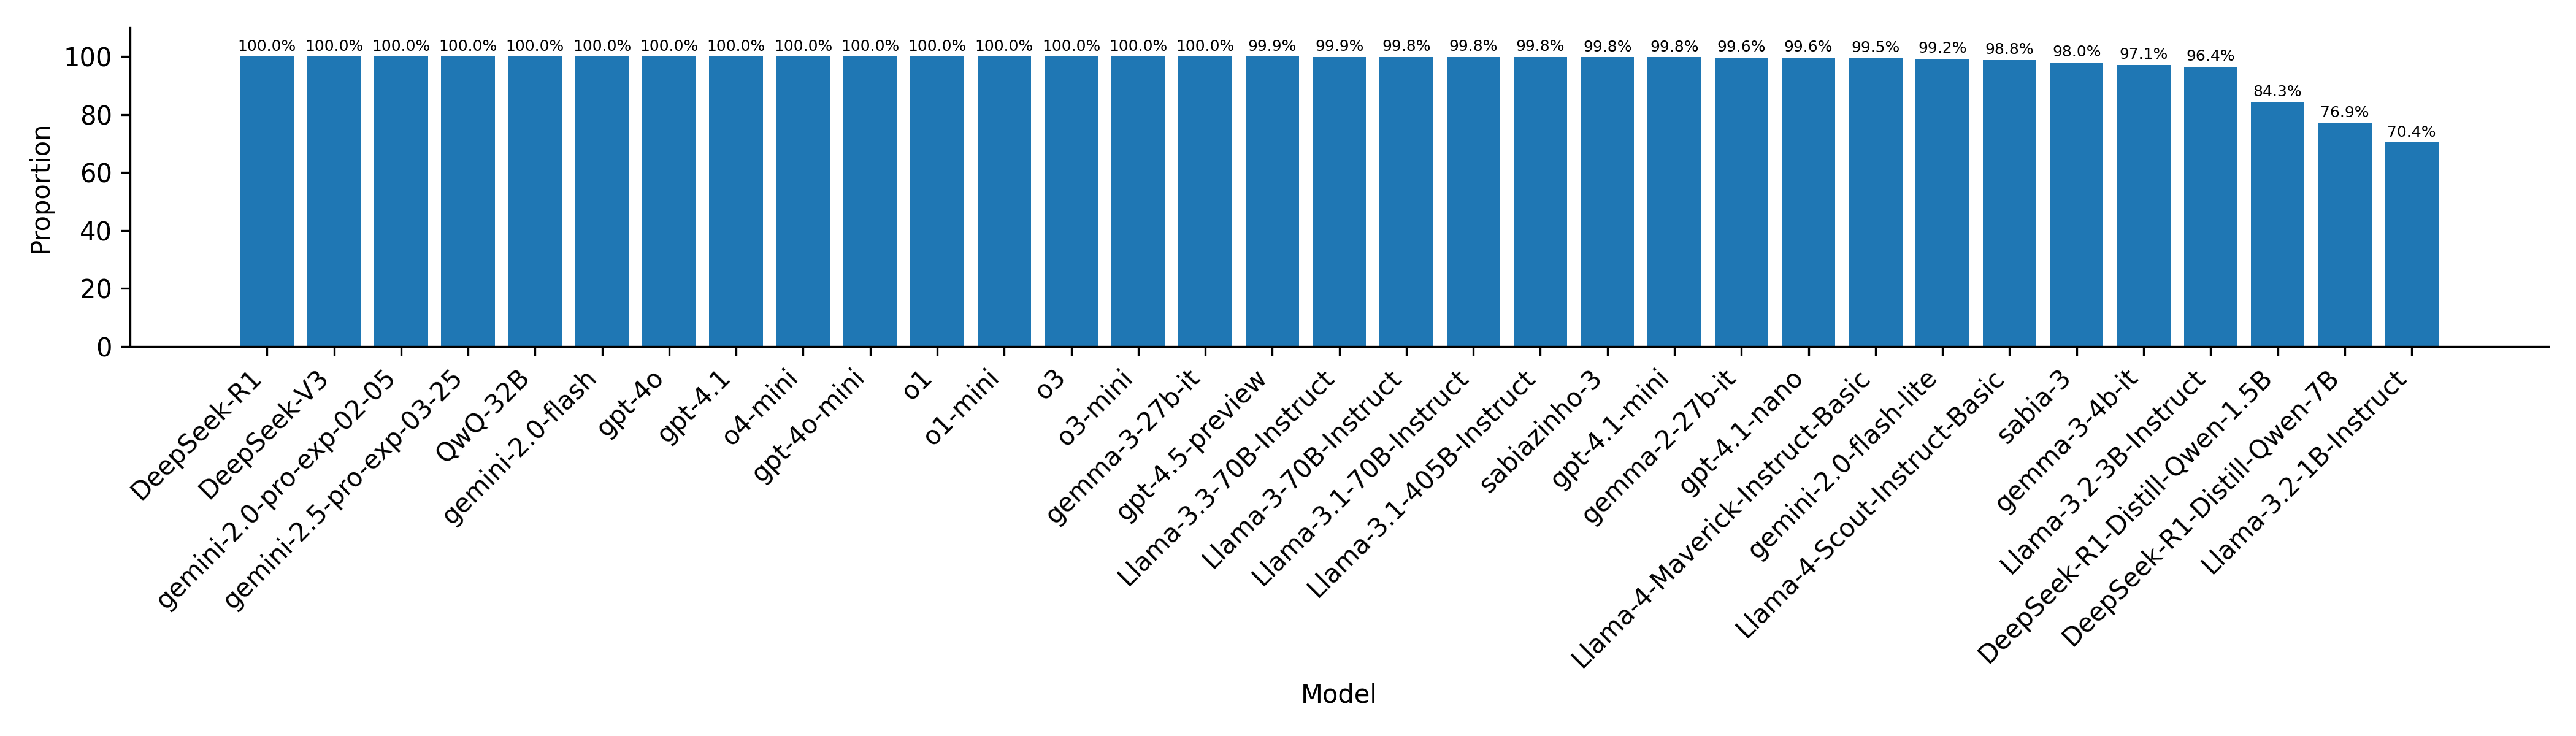 Proportion
100
80
60
40
20
0
100.0% 100.0% 100.0% 100.0% 100.0% 100.0% 100.0% 100.0% 100.0% 100.0% 100.0% 100.0% 100.0% 100.0% 100.0% 99.9% 99.9% 99.8% 99.8% 99.8% 99.8% 99.8% 99.6% 99.6% 99.5% 99.2% 98.8% 98.0% 97.1% 96.4% 84.3% 76.9% 70.4%
DeepSeek-R1
DeepSeek-V3
gemini-2.0-pro-exp-02-05
gemini-2.5-pro-exp-03-25
QwQ-32B
gemini-2.0-flash
gpt-4o
gpt-4.1
o4-mini
gpt-4o-mini
o1
o1-mini
o3
o3-mini
gemma-3-27b-it
gpt-4.5-preview
Llama-3.3-70B-Instruct
Llama-3-70B-Instruct
Llama-3.1-70B-Instruct
Llama-3.1-405B-Instruct
sabiazinho-3
gpt-4.1-mini
gemma-2-27b-it
gpt-4.1-nano
Llama-4-Maverick-Instruct-Basic
gemini-2.0-flash-lite
Llama-4-Scout-Instruct-Basic
sabia-3
gemma-3-4b-it
Llama-3.2-3B-Instruct
DeepSeek-R1-Distill-Qwen-1.5B
DeepSeek-R1-Distill-Qwen-7B
Llama-3.2-1B-Instruct
Model